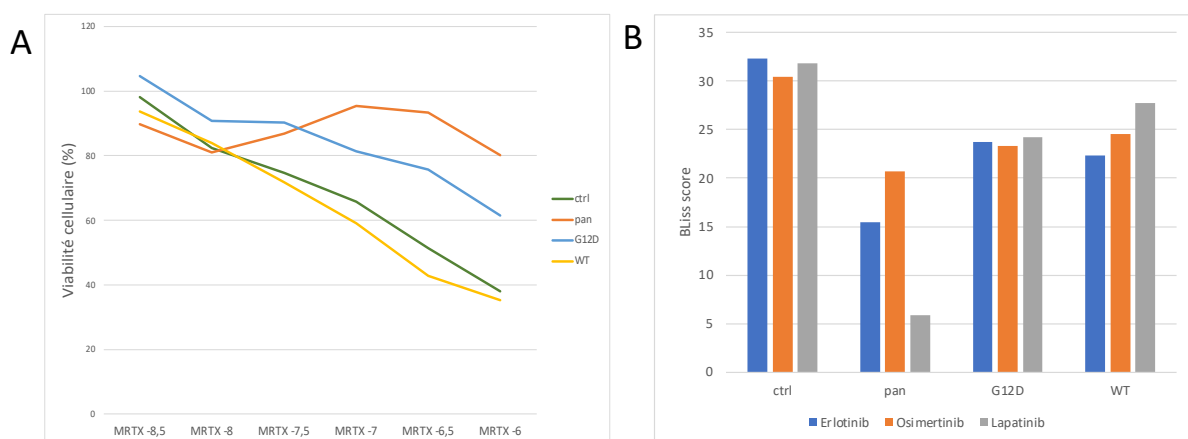 A
Viabilité cellulaire (%)
120
100
80
60
40
20
0
MRTX -8,5 MRTX -8 MRTX -7,5 MRTX -7 MRTX -6,5 MRTX -6
ctrl
pan
G12D
WT
B
BLiss score
35
30
25
20
15
10
5
0
ctrl pan G12D WT
Erlotinib Osimertinib Lapatinib